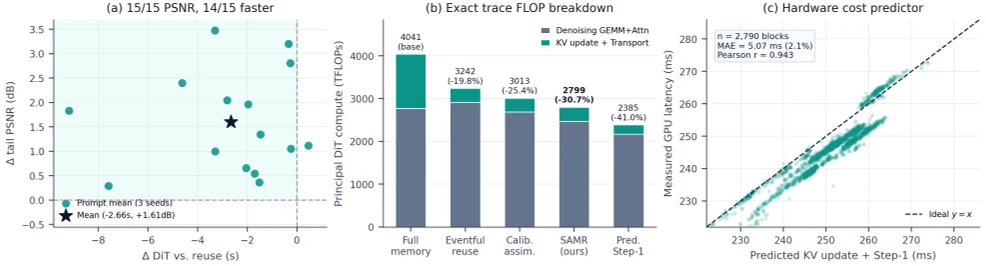 (a) 15/15 PSNR, 14/15 faster
Δ tail PSNR (dB)
3.5
3.0
2.5
2.0
1.5
1.0
0.5
0.0
−0.5
Prompt mean (3 seeds)
Mean (-2.66s, +1.61dB)
−8
−6
−4
−2
0
Δ DiT vs. reuse (s)
(b) Exact trace FLOP breakdown
Principal DiT compute (TFLOPs)
4000
3000
2000
1000
0
Denoising GEMM+Attn
KV update + Transport
4041
(base)
3242
(-19.8%)
3013
(-25.4%)
2799
(-30.7%)
2385
(-41.0%)
Full
memory
Eventful
reuse
Calib.
assim.
SAMR
(ours)
Pred.
Step-1
(c) Hardware cost predictor
Measured GPU latency (ms)
280
270
260
250
240
230
n = 2,790 blocks
MAE = 5.07 ms (2.1%)
Pearson r = 0.943
Ideal y = x
230
240
250
260
270
280
Predicted KV update + Step-1 (ms)